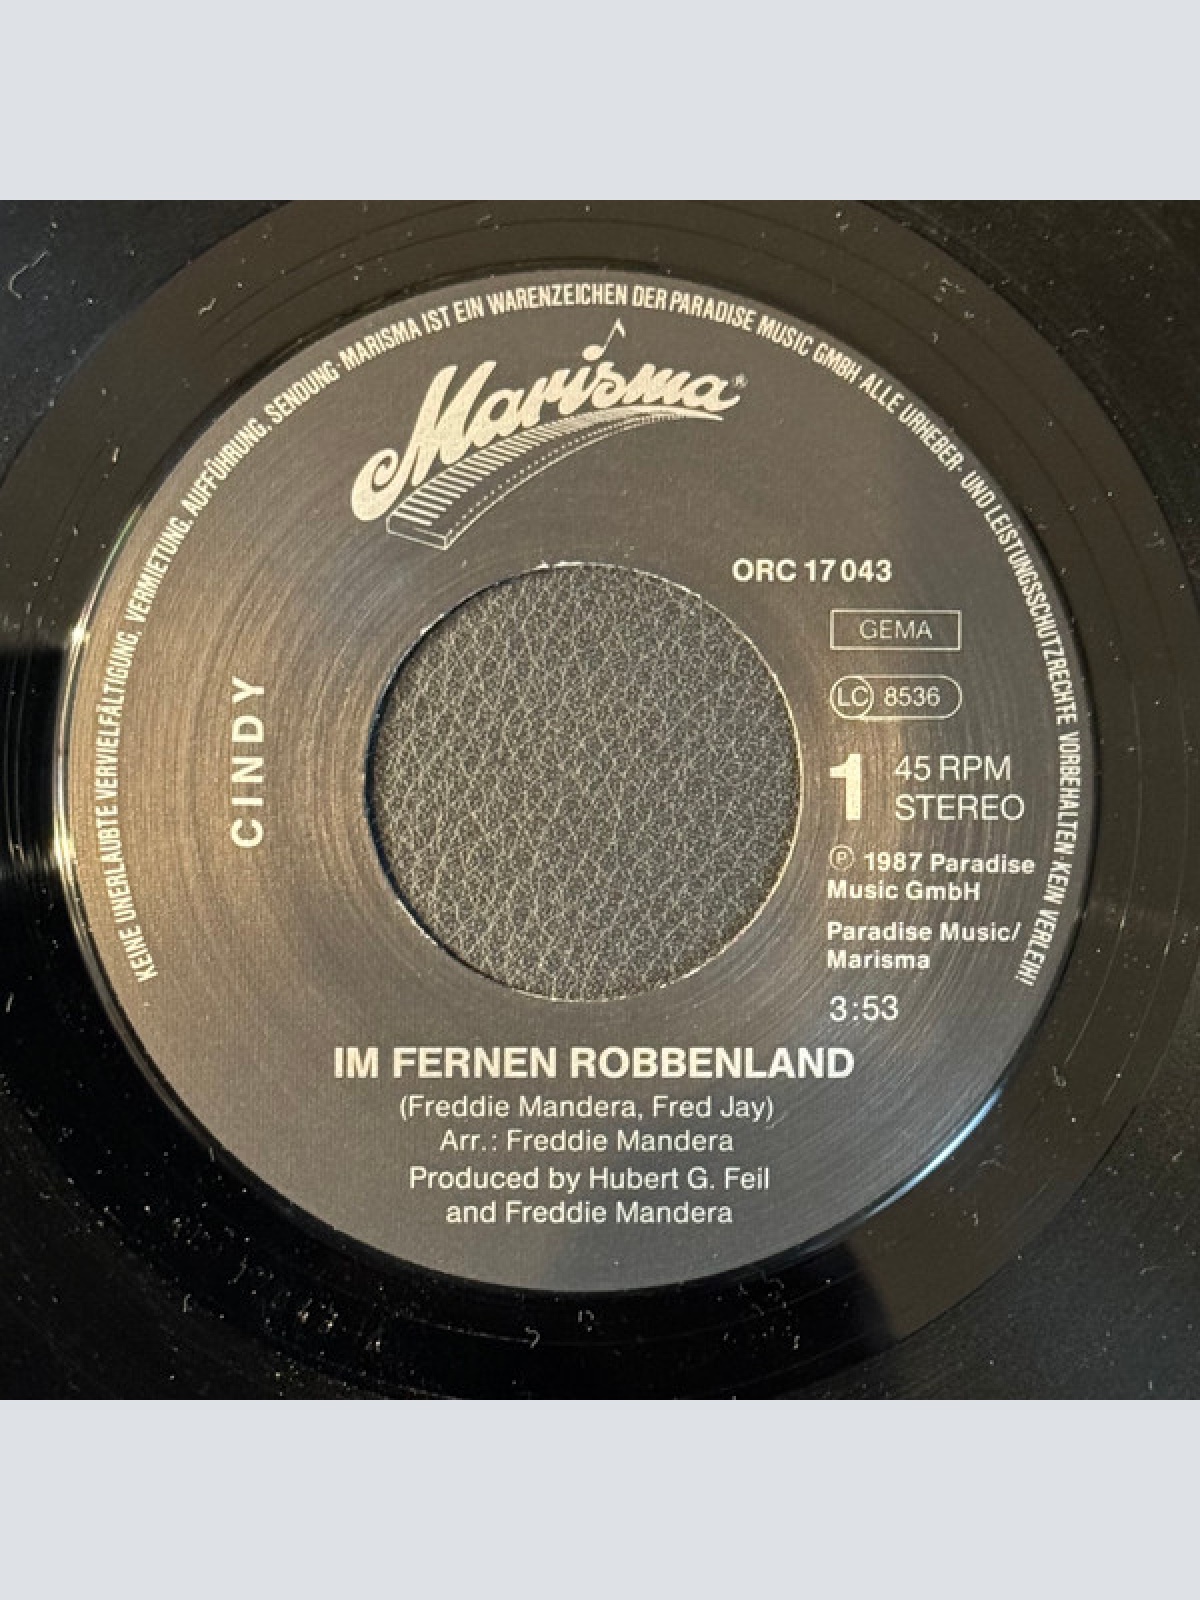 KEINE UNERLAUBTE VERVIELFÄLTIGUNG, VERMIETUNG, AUFFÜHRUNG, SENDUNG · MARISMA IST EIN WARENZEICHEN DER PARADISE MUSIC GMBH · ALLE URHEBER- UND LEISTUNGSSCHUTZRECHTE VORBEHALTEN · KEIN VERLEIH!
Marisma®
ORC 17 043
GEMA
LC 8536
CINDY
1 45 RPM
STEREO
℗ 1987 Paradise
Music GmbH
Paradise Music/
Marisma
3:53
IM FERNEN ROBBENLAND
(Freddie Mandera, Fred Jay)
Arr.: Freddie Mandera
Produced by Hubert G. Feil
and Freddie Mandera